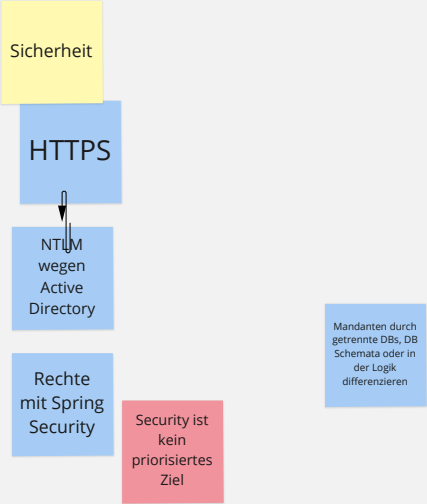 Sicherheit
HTTPS
NTLM
wegen
Active
Directory
Mandanten durch
getrennte DBs, DB
Schemata oder in
der Logik
differenzieren
Rechte
mit Spring
Security
Security ist
kein
priorisiertes
Ziel